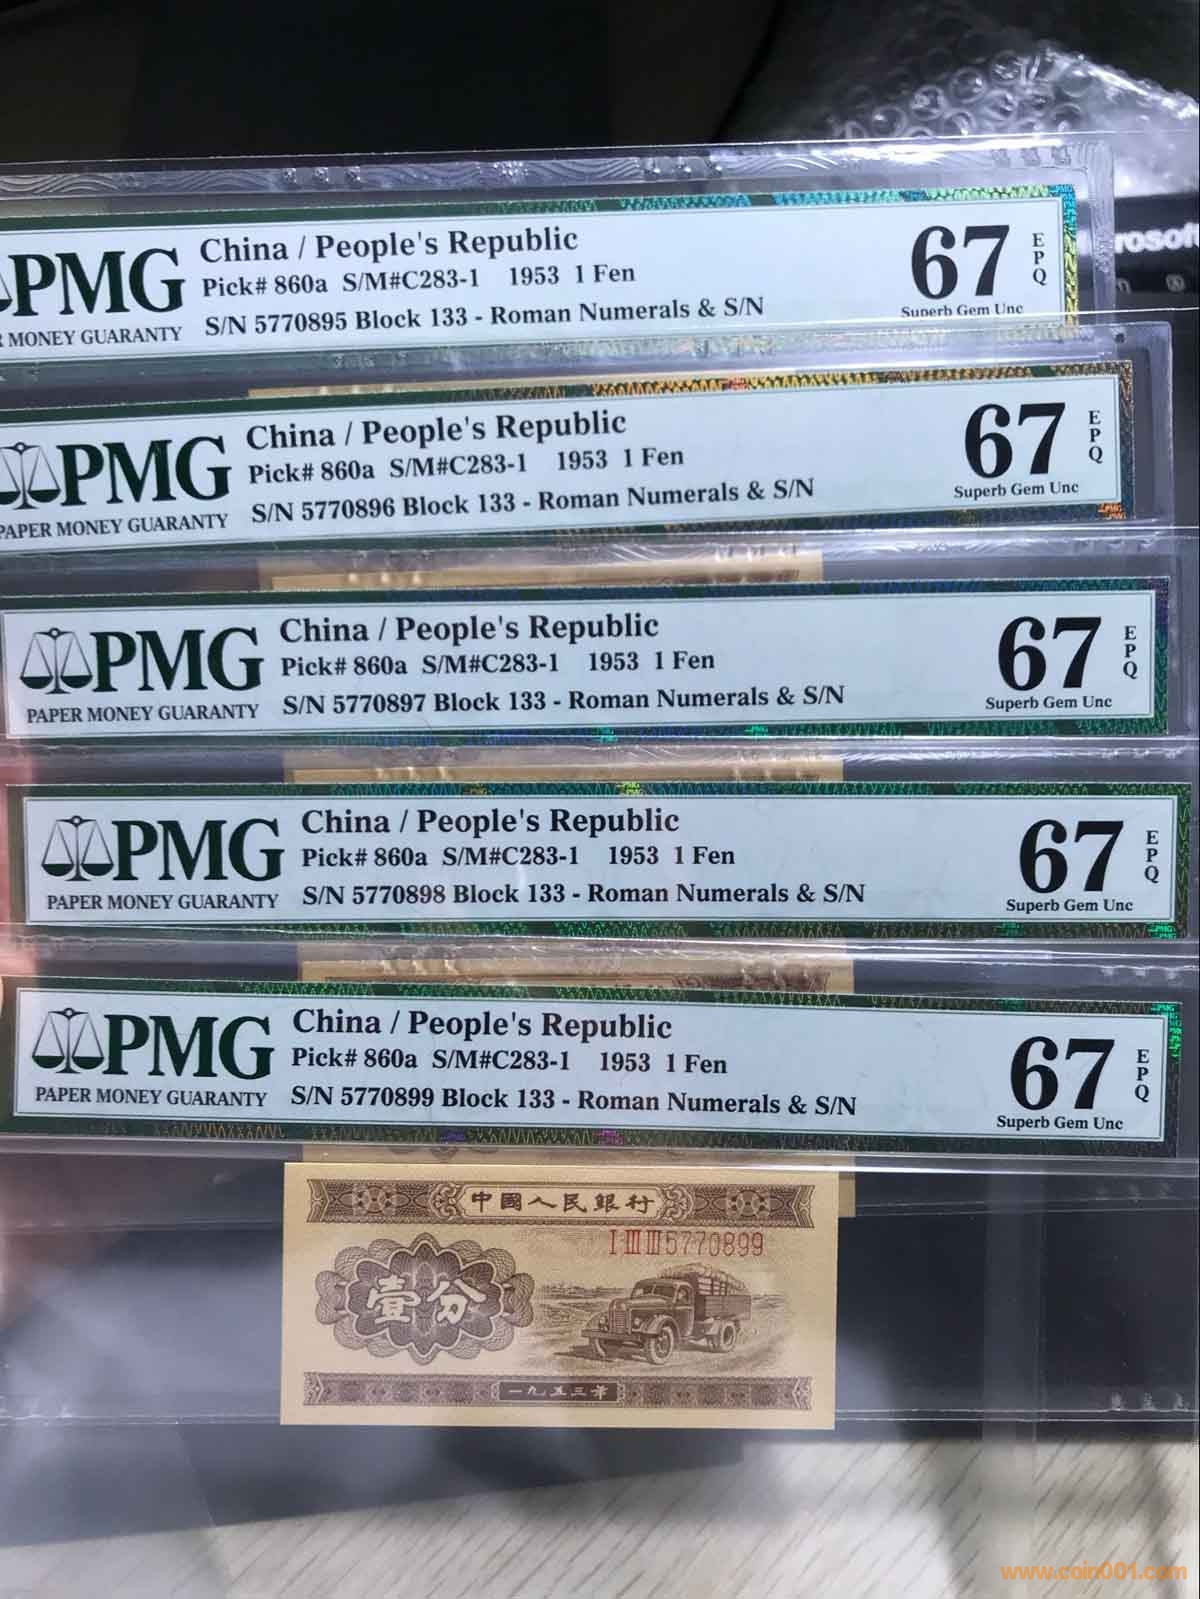 PMG
R MONEY GUARANTY
China / People's Republic
Pick# 860a S/M#C283-1 1953 1 Fen
S/N 5770895 Block 133 - Roman Numerals & S/N
67
EPQ
Superb Gem Unc
rosoft
PMG
PAPER MONEY GUARANTY
China / People's Republic
Pick# 860a S/M#C283-1 1953 1 Fen
S/N 5770896 Block 133 - Roman Numerals & S/N
67
EPQ
Superb Gem Unc
PMG
PAPER MONEY GUARANTY
China / People's Republic
Pick# 860a S/M#C283-1 1953 1 Fen
S/N 5770897 Block 133 - Roman Numerals & S/N
67
EPQ
Superb Gem Unc
PMG
PAPER MONEY GUARANTY
China / People's Republic
Pick# 860a S/M#C283-1 1953 1 Fen
S/N 5770898 Block 133 - Roman Numerals & S/N
67
EPQ
Superb Gem Unc
PMG
PAPER MONEY GUARANTY
China / People's Republic
Pick# 860a S/M#C283-1 1953 1 Fen
S/N 5770899 Block 133 - Roman Numerals & S/N
67
EPQ
Superb Gem Unc
中國人民銀行
I III III 5770899
壹分
一九五三年
www.coin001.com